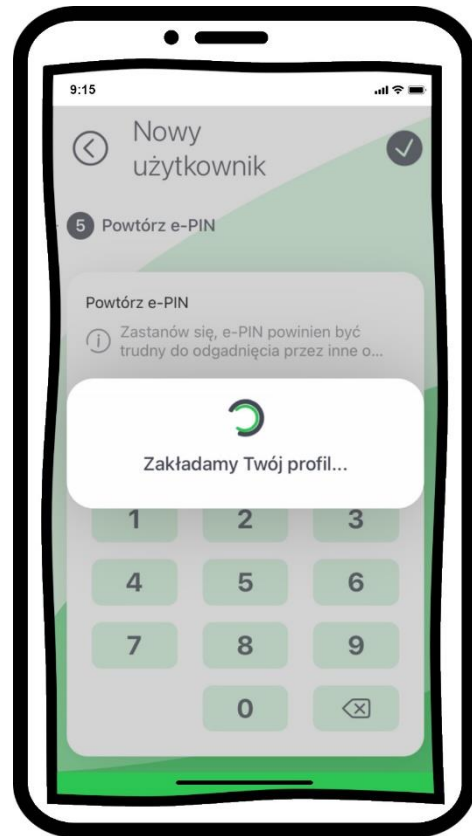 9:15
Nowy
użytkownik
5 Powtórz e-PIN
Powtórz e-PIN
Zastanów się, e-PIN powinien być
trudny do odgadnięcia przez inne o...
Zakładamy Twój profil...
1 2 3
4 5 6
7 8 9
0